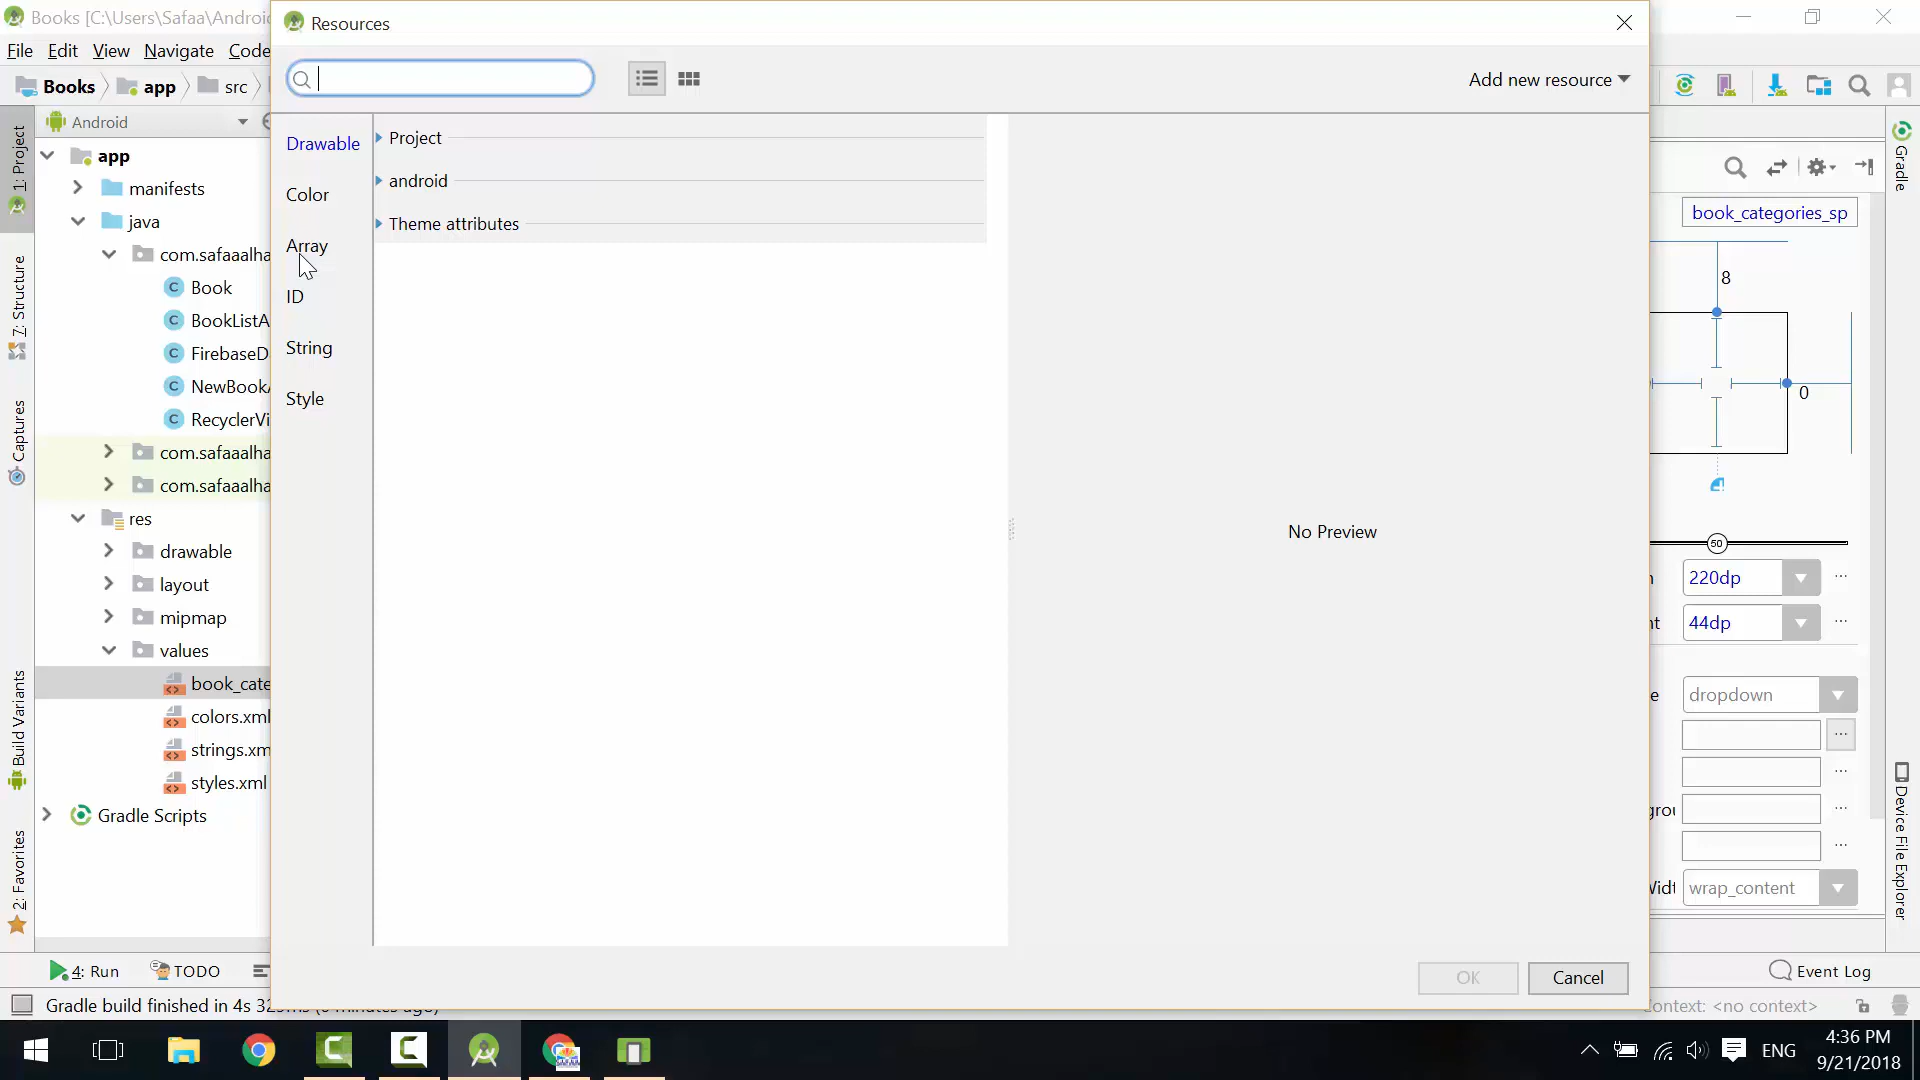 Books [C:\Users\Safaa\Android
Resources
File Edit View Navigate Code
Books app src
Add new resource
Android
app
manifests
java
com.safaaalha
Book
BookListA
FirebaseD
NewBookA
RecyclerVi
com.safaaalha
com.safaaalha
res
drawable
layout
mipmap
values
book_cate
colors.xml
strings.xm
styles.xml
Gradle Scripts
1: Project
7: Structure
Captures
Build Variants
2: Favorites
Drawable
Color
Array
ID
String
Style
Project
android
Theme attributes
No Preview
OK
Cancel
book_categories_sp
8
0
50
220dp
44dp
dropdown
wrap_content
Gradle
Device File Explorer
4: Run TODO
Event Log
Gradle build finished in 4s
Context: <no context>
ENG
4:36 PM
9/21/2018